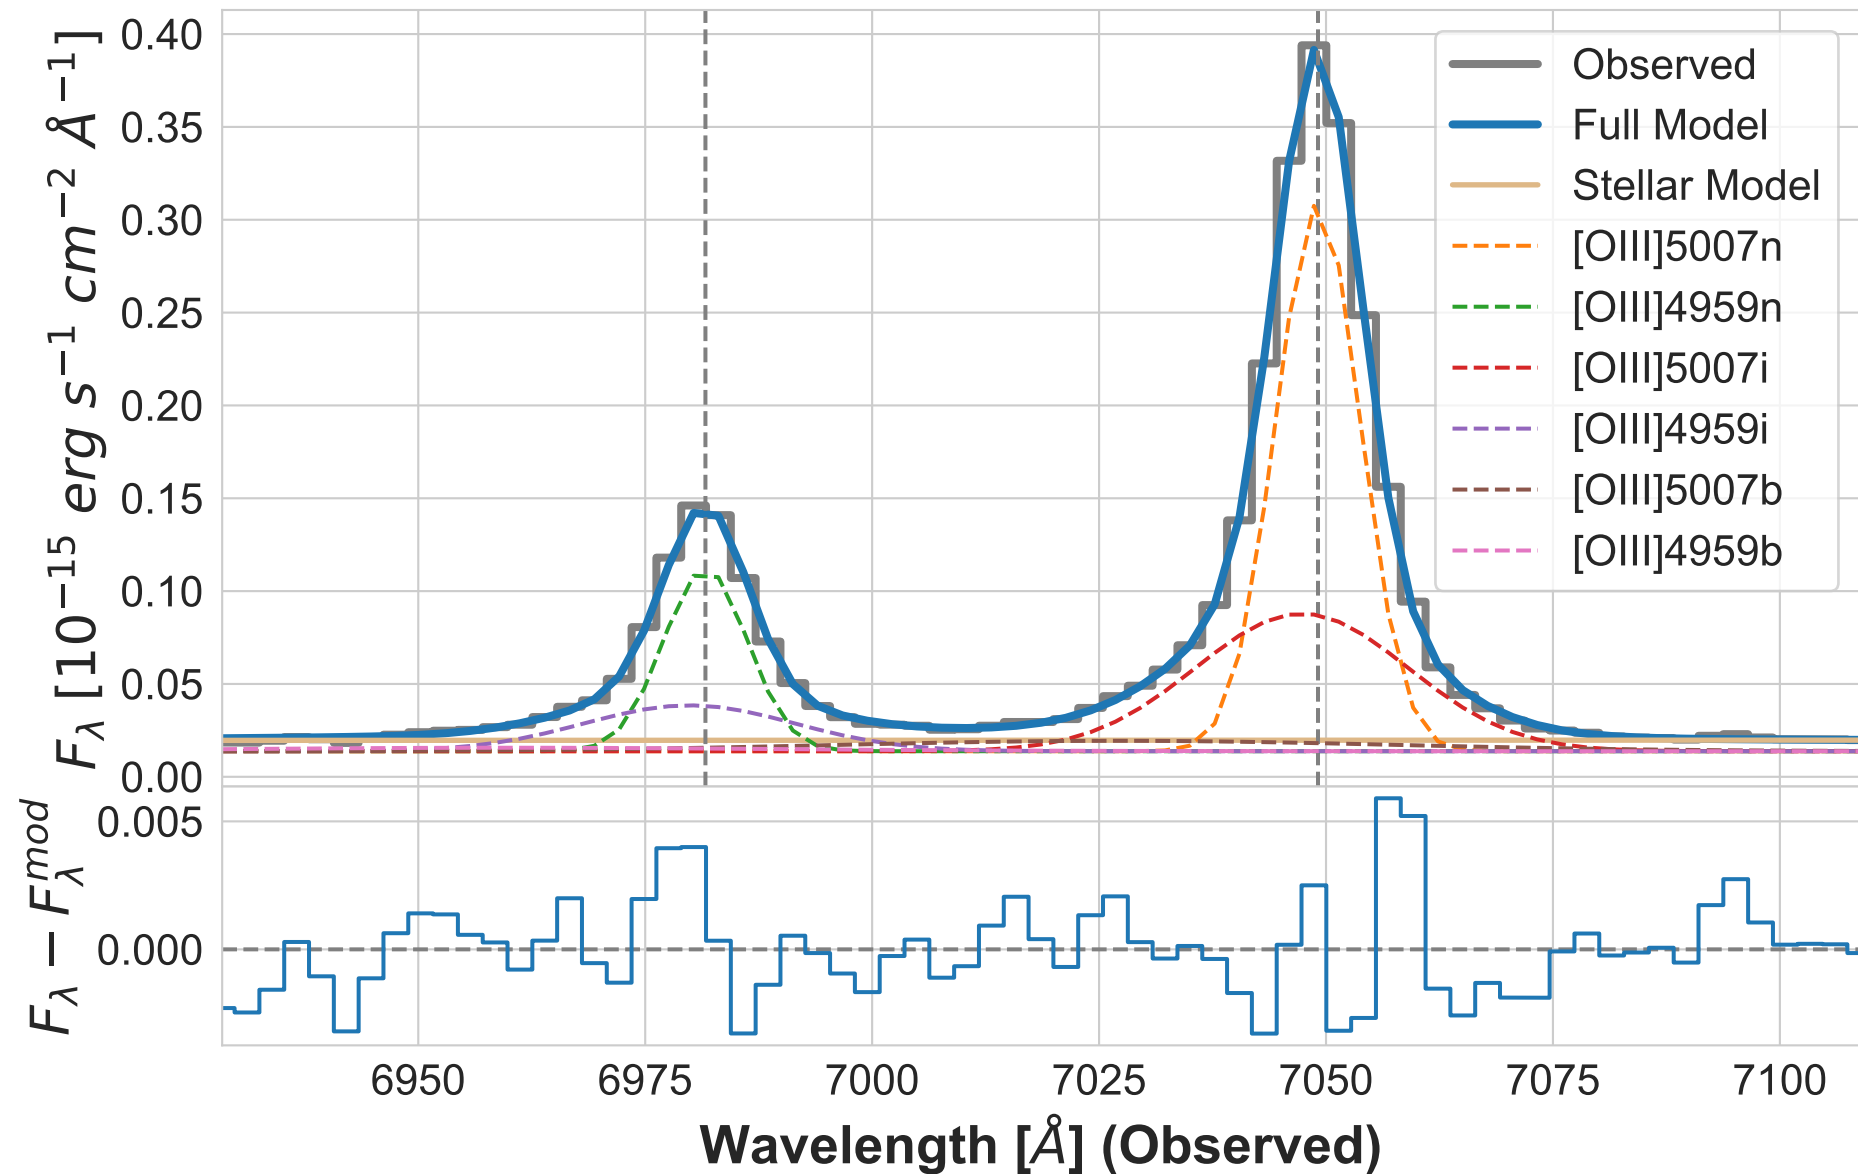 F_λ [10^−15 erg s^−1 cm^−2 Å^−1]
0.40
0.35
0.30
0.25
0.20
0.15
0.10
0.05
0.00
Observed
Full Model
Stellar Model
[OIII]5007n
[OIII]4959n
[OIII]5007i
[OIII]4959i
[OIII]5007b
[OIII]4959b
F_λ − F_λ^mod
0.005
0.000
6950 6975 7000 7025 7050 7075 7100
Wavelength [Å] (Observed)